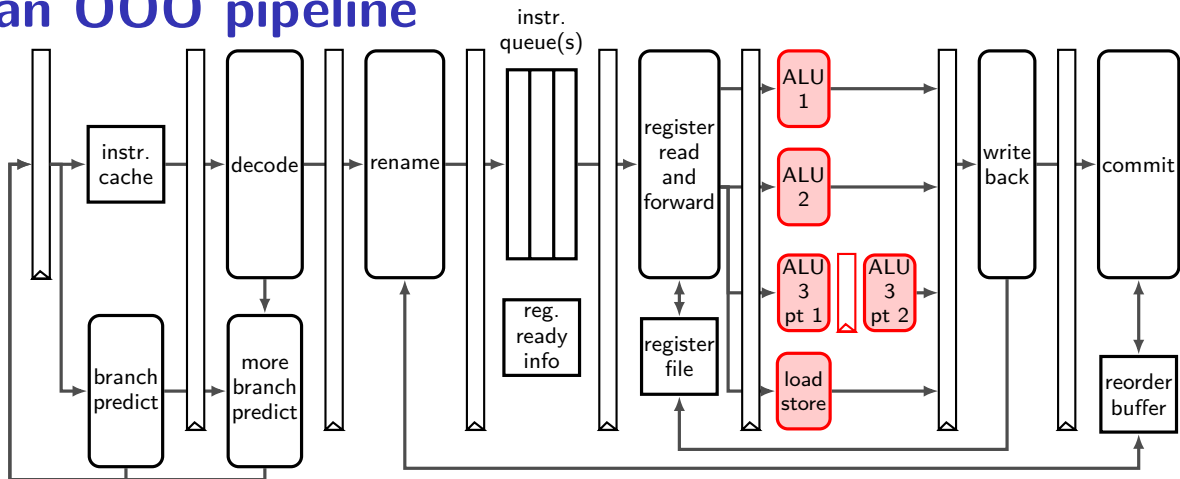 an OOO pipeline
instr.
queue(s)
instr.
cache
decode
rename
register
read
and
forward
ALU
1
ALU
2
ALU
3
pt 1
ALU
3
pt 2
load
store
write
back
commit
branch
predict
more
branch
predict
reg.
ready
info
register
file
reorder
buffer